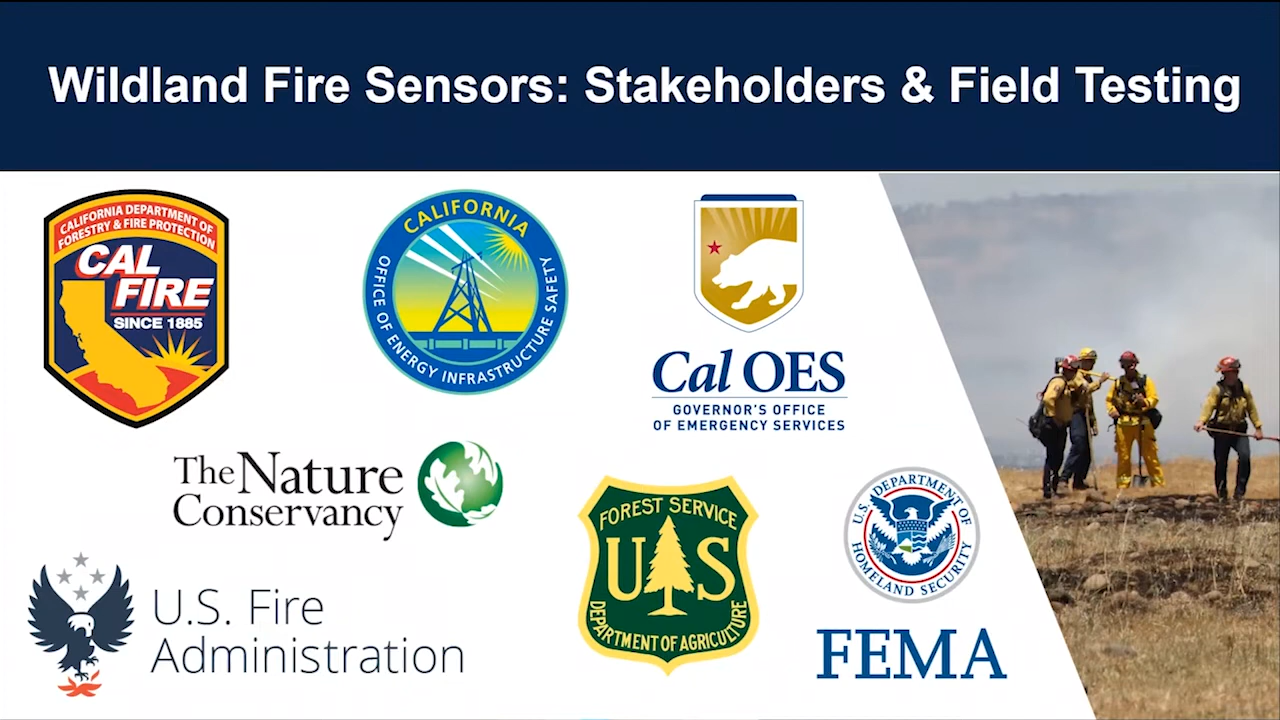 Wildland Fire Sensors: Stakeholders & Field Testing
CALIFORNIA DEPARTMENT OF
FORESTRY & FIRE PROTECTION
CAL
FIRE
SINCE 1885
CALIFORNIA
OFFICE OF ENERGY INFRASTRUCTURE SAFETY
Cal OES
GOVERNOR'S OFFICE
OF EMERGENCY SERVICES
The Nature
Conservancy
FOREST SERVICE
U S
DEPARTMENT OF AGRICULTURE
U.S. DEPARTMENT OF
HOMELAND SECURITY
FEMA
U.S. Fire
Administration